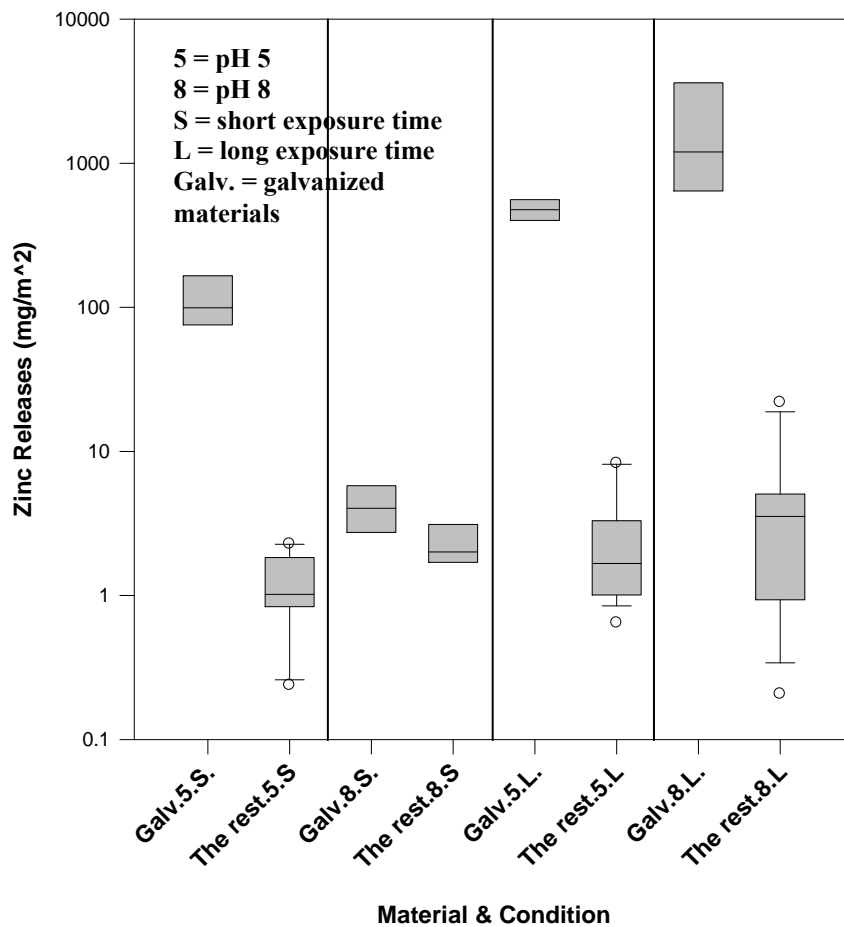 10000
1000
100
10
1
0.1
Zinc Releases (mg/m^2)
5 = pH 5
8 = pH 8
S = short exposure time
L = long exposure time
Galv. = galvanized
materials
Galv.5.S.
The rest.5.S
Galv.8.S.
The rest.8.S
Galv.5.L.
The rest.5.L
Galv.8.L.
The rest.8.L
Material & Condition